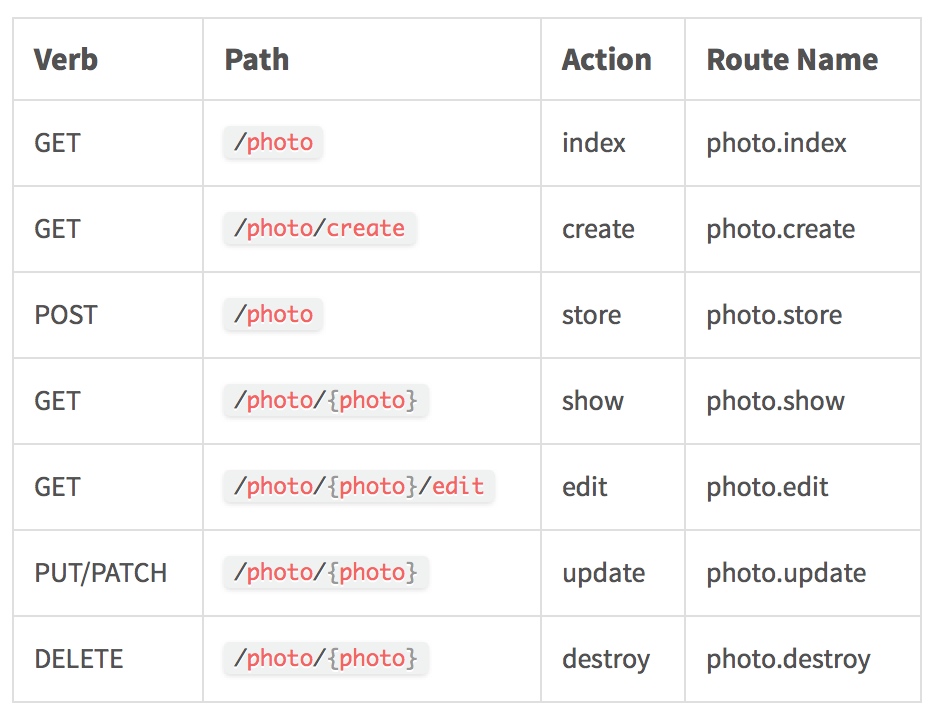 Verb Path Action Route Name
GET /photo index photo.index
GET /photo/create create photo.create
POST /photo store photo.store
GET /photo/{photo} show photo.show
GET /photo/{photo}/edit edit photo.edit
PUT/PATCH /photo/{photo} update photo.update
DELETE /photo/{photo} destroy photo.destroy